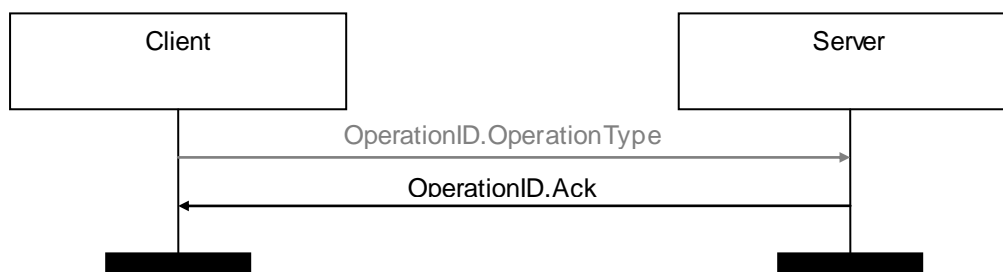 Client
Server
OperationID.OperationType
OperationID.Ack